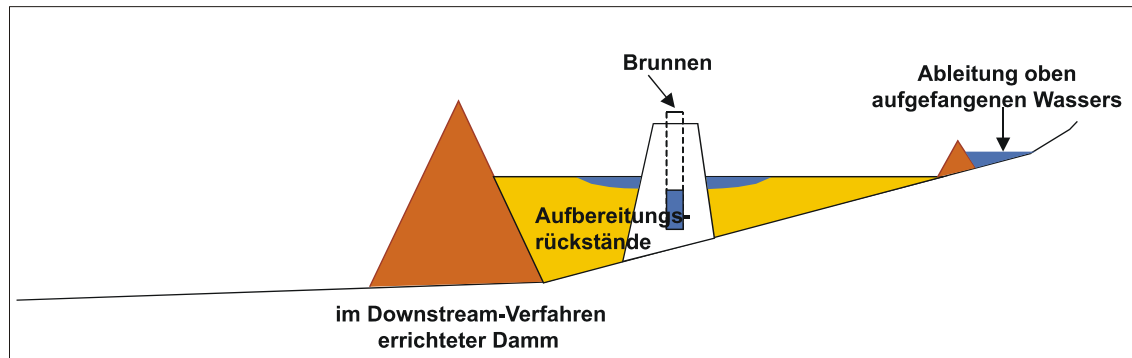 Brunnen
Ableitung oben
aufgefangenen Wassers
Aufbereitungs-
rückstände
im Downstream-Verfahren
errichteter Damm